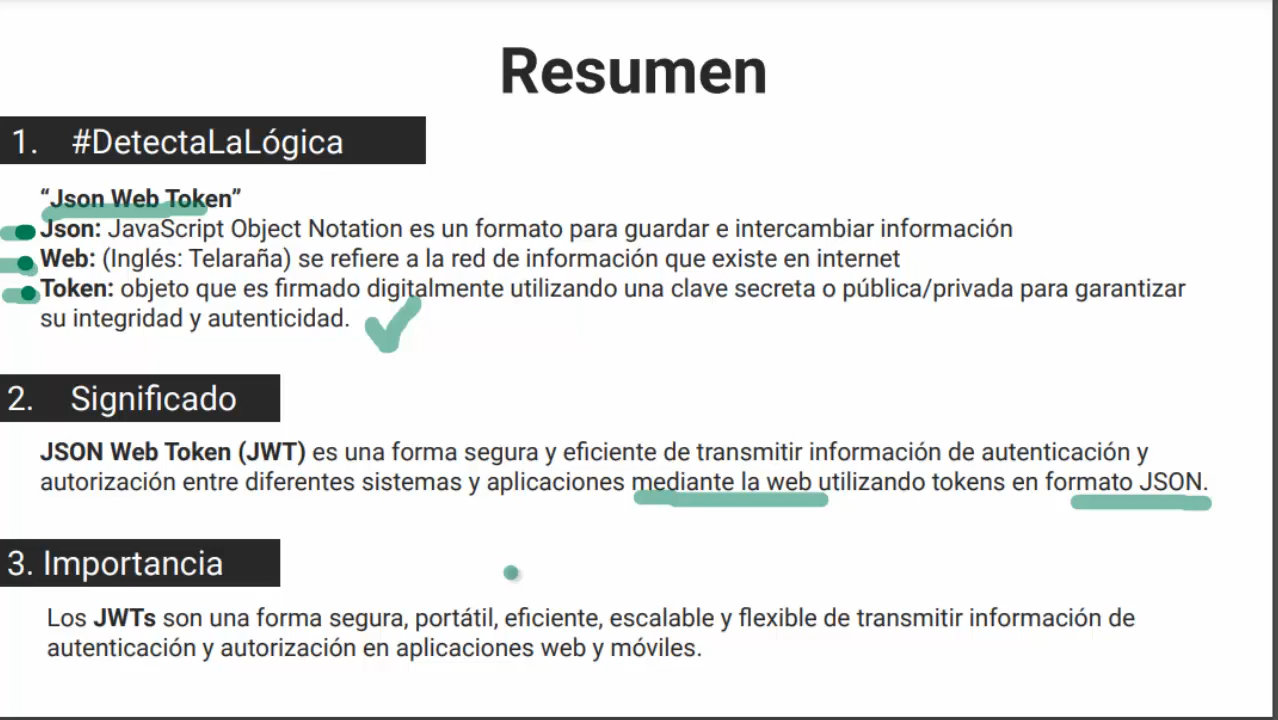 Resumen
1. #DetectaLaLógica
“Json Web Token”
Json: JavaScript Object Notation es un formato para guardar e intercambiar información
Web: (Inglés: Telaraña) se refiere a la red de información que existe en internet
Token: objeto que es firmado digitalmente utilizando una clave secreta o pública/privada para garantizar
su integridad y autenticidad.
2. Significado
JSON Web Token (JWT) es una forma segura y eficiente de transmitir información de autenticación y
autorización entre diferentes sistemas y aplicaciones mediante la web utilizando tokens en formato JSON.
3. Importancia
Los JWTs son una forma segura, portátil, eficiente, escalable y flexible de transmitir información de
autenticación y autorización en aplicaciones web y móviles.